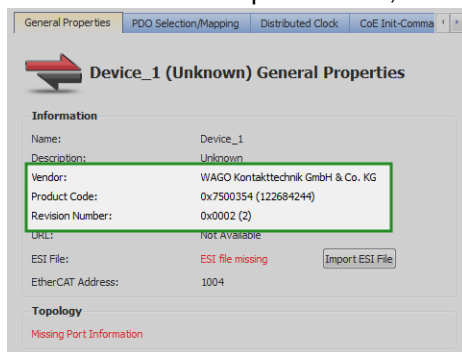 General Properties PDO Selection/Mapping Distributed Clock CoE Init-Comma
Device_1 (Unknown) General Properties
Information
Name: Device_1
Description: Unknown
Vendor: WAGO Kontakttechnik GmbH & Co. KG
Product Code: 0x7500354 (122684244)
Revision Number: 0x0002 (2)
URL: Not Available
ESI File: ESI file missing Import ESI File
EtherCAT Address: 1004
Topology
Missing Port Information